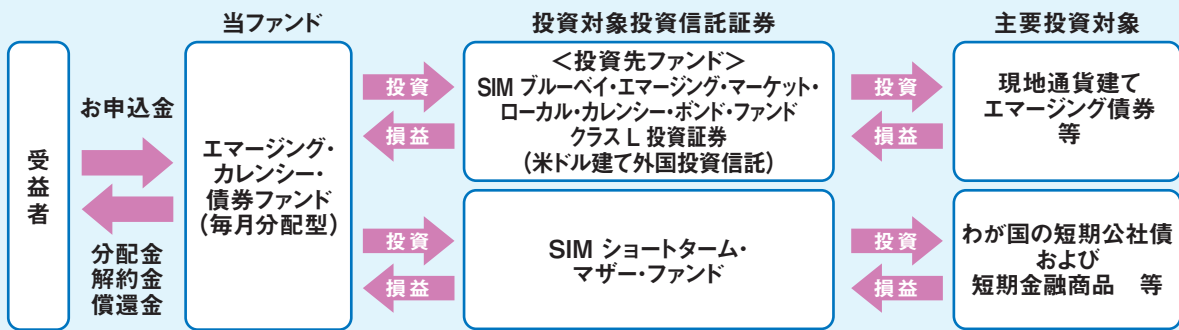 当ファンド
投資対象投資信託証券
主要投資対象
受益者
お申込金
分配金
解約金
償還金
エマージング・
カレンシー・
債券ファンド
(毎月分配型)
投資
損益
<投資先ファンド>
SIM ブルーベイ・エマージング・マーケット・
ローカル・カレンシー・ボンド・ファンド
クラス L 投資証券
(米ドル建て外国投資信託)
投資
損益
現地通貨建て
エマージング債券
等
投資
損益
SIM ショートターム・
マザー・ファンド
投資
損益
わが国の短期公社債
および
短期金融商品 等